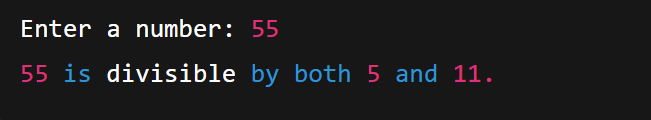 Enter a number: 55
55 is divisible by both 5 and 11.